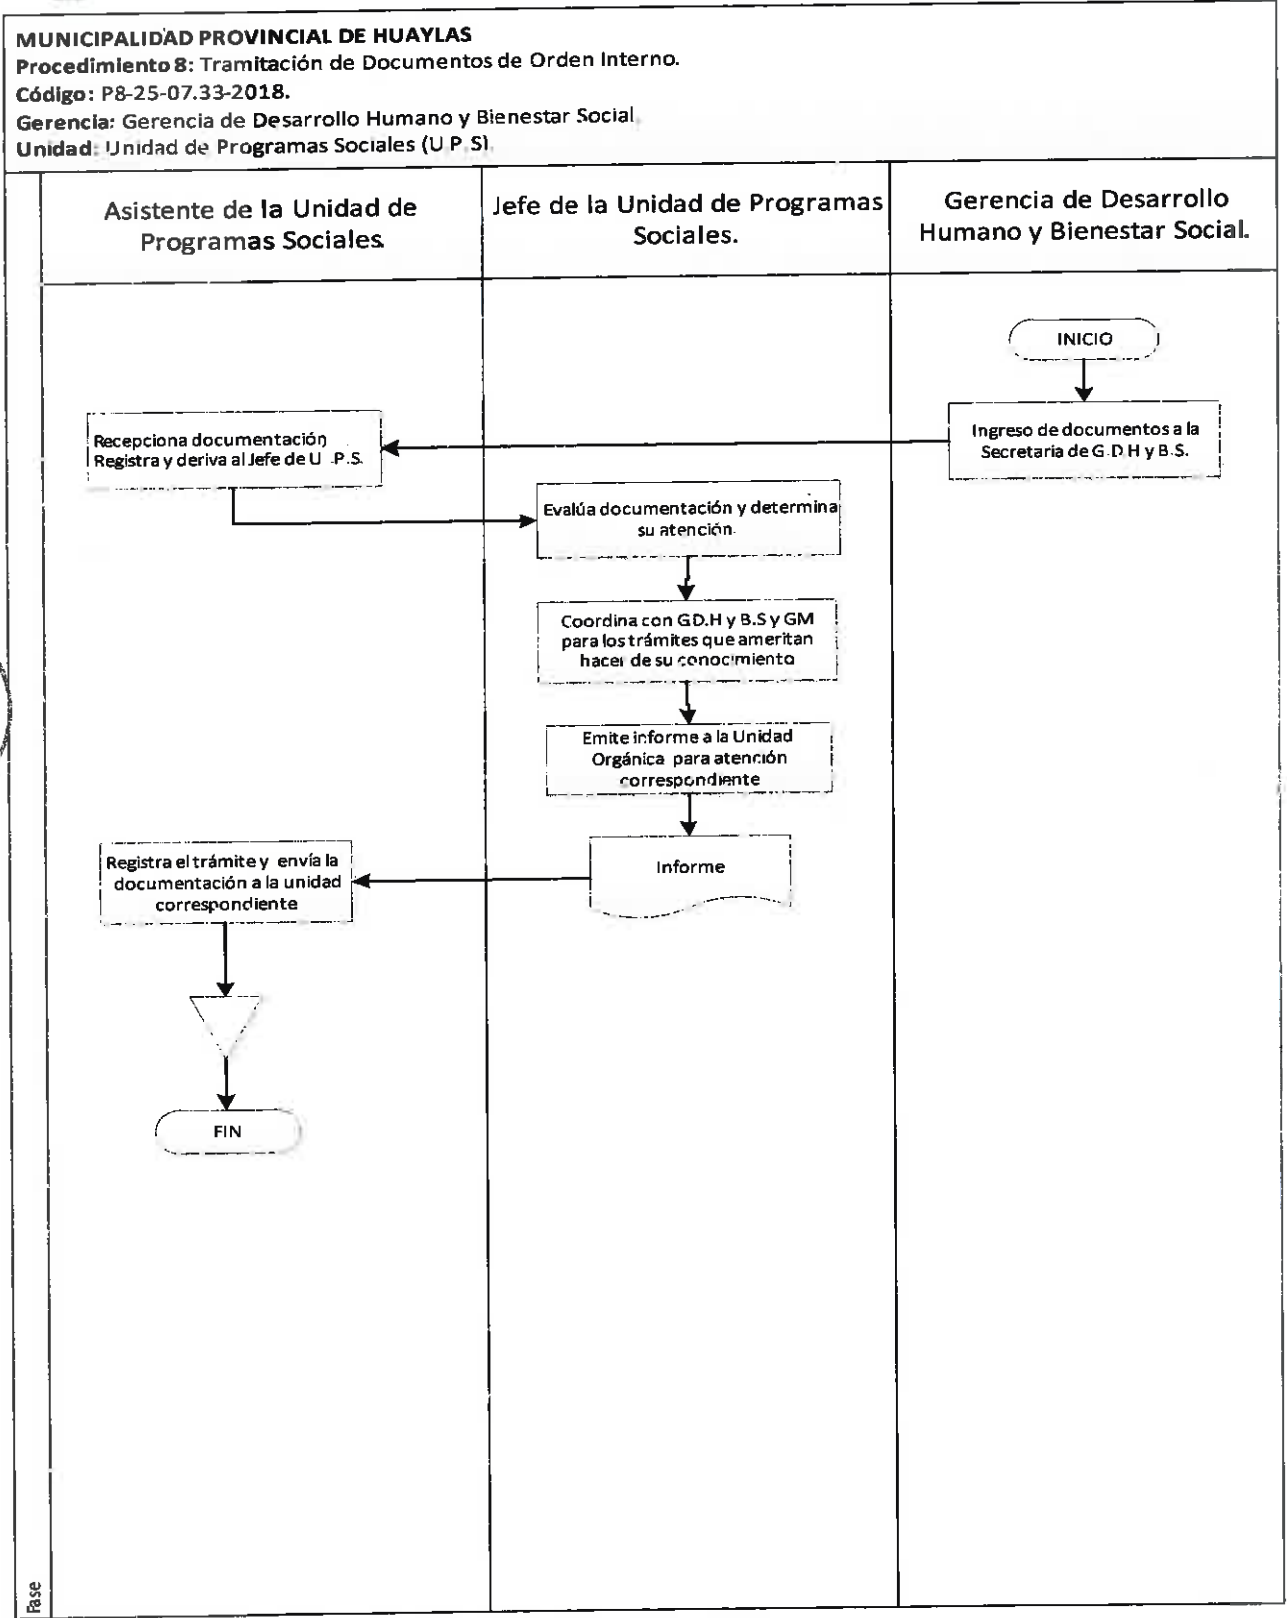 MUNICIPALIDAD PROVINCIAL DE HUAYLAS
Procedimiento 8: Tramitación de Documentos de Orden Interno.
Código: P8-25-07.33-2018.
Gerencia: Gerencia de Desarrollo Humano y Bienestar Social.
Unidad: Unidad de Programas Sociales (U.P.S).
Asistente de la Unidad de
Programas Sociales.
Jefe de la Unidad de Programas
Sociales.
Gerencia de Desarrollo
Humano y Bienestar Social.
INICIO
Ingreso de documentos a la
Secretaria de G.D.H y B.S.
Recepciona documentación
Registra y deriva al Jefe de U.P.S.
Evalúa documentación y determina
su atención.
Coordina con GD.H y B.S y GM
para los trámites que ameritan
hacer de su conocimiento
Emite informe a la Unidad
Orgánica para atención
correspondiente
Informe
Registra el trámite y envía la
documentación a la unidad
correspondiente
FIN
Fase